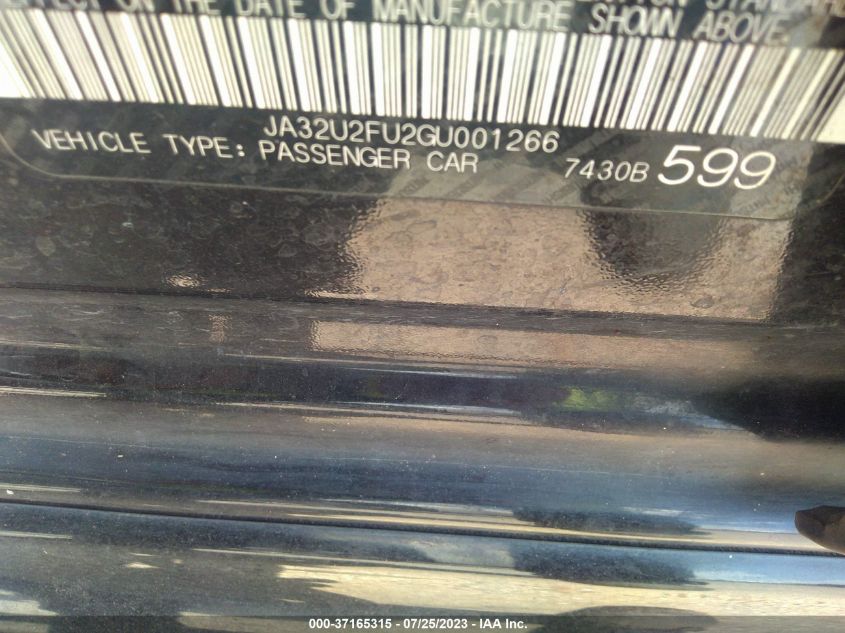 EFFECT ON THE DATE OF MANUFACTURE SHOWN ABOVE.
JA32U2FU2GU001266
VEHICLE TYPE: PASSENGER CAR 7430B 599
000-37165315 - 07/25/2023 - IAA Inc.